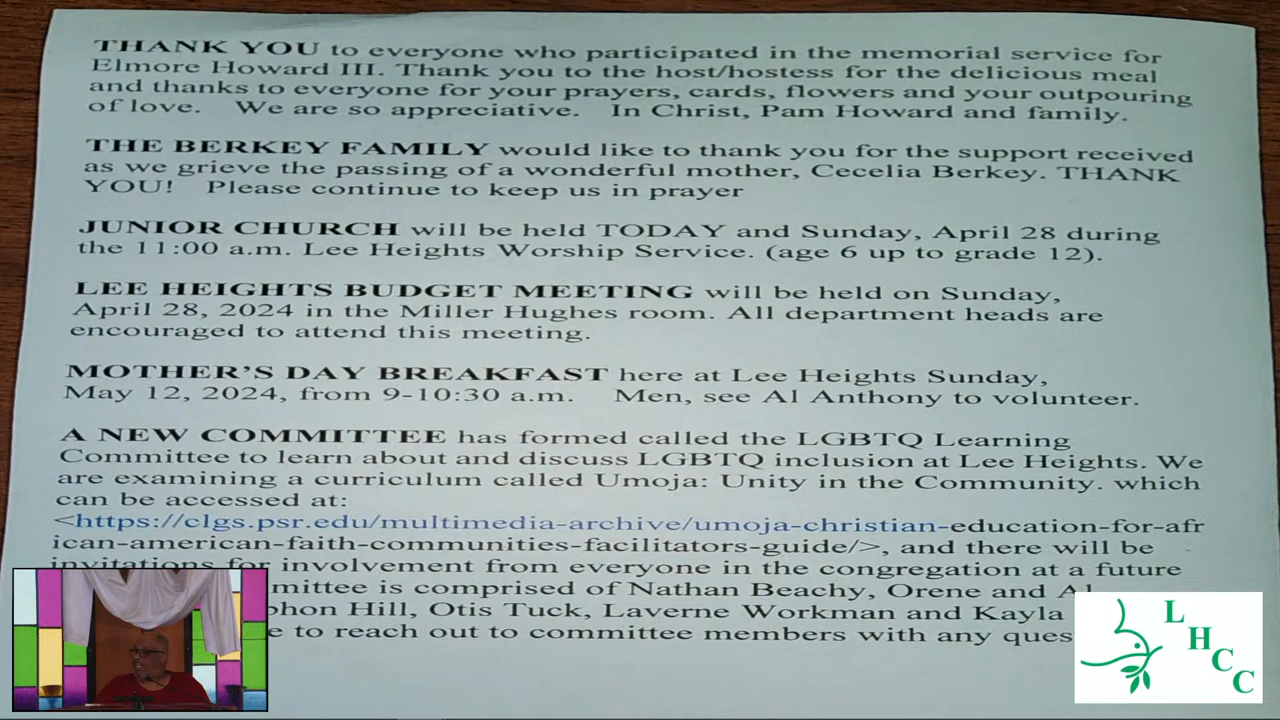 THANK YOU to everyone who participated in the memorial service for
Elmore Howard III. Thank you to the host/hostess for the delicious meal
and thanks to everyone for your prayers, cards, flowers and your outpouring
of love. We are so appreciative. In Christ, Pam Howard and family.
THE BERKEY FAMILY would like to thank you for the support received
as we grieve the passing of a wonderful mother, Cecelia Berkey. THANK
YOU! Please continue to keep us in prayer
JUNIOR CHURCH will be held TODAY and Sunday, April 28 during
the 11:00 a.m. Lee Heights Worship Service. (age 6 up to grade 12).
LEE HEIGHTS BUDGET MEETING will be held on Sunday,
April 28, 2024 in the Miller Hughes room. All department heads are
encouraged to attend this meeting.
MOTHER'S DAY BREAKFAST here at Lee Heights Sunday,
May 12, 2024, from 9-10:30 a.m. Men, see Al Anthony to volunteer.
A NEW COMMITTEE has formed called the LGBTQ Learning
Committee to learn about and discuss LGBTQ inclusion at Lee Heights. We
are examining a curriculum called Umoja: Unity in the Community. which
can be accessed at:
<https://clgs.psr.edu/multimedia-archive/umoja-christian-education-for-afr
ican-american-faith-communities-facilitators-guide/>, and there will be
invitations for involvement from everyone in the congregation at a future
is comprised of Nathan Beachy, Orene and
Hill, Otis Tuck, Laverne Workman and Kayla
to reach out to committee members with any
LHCC